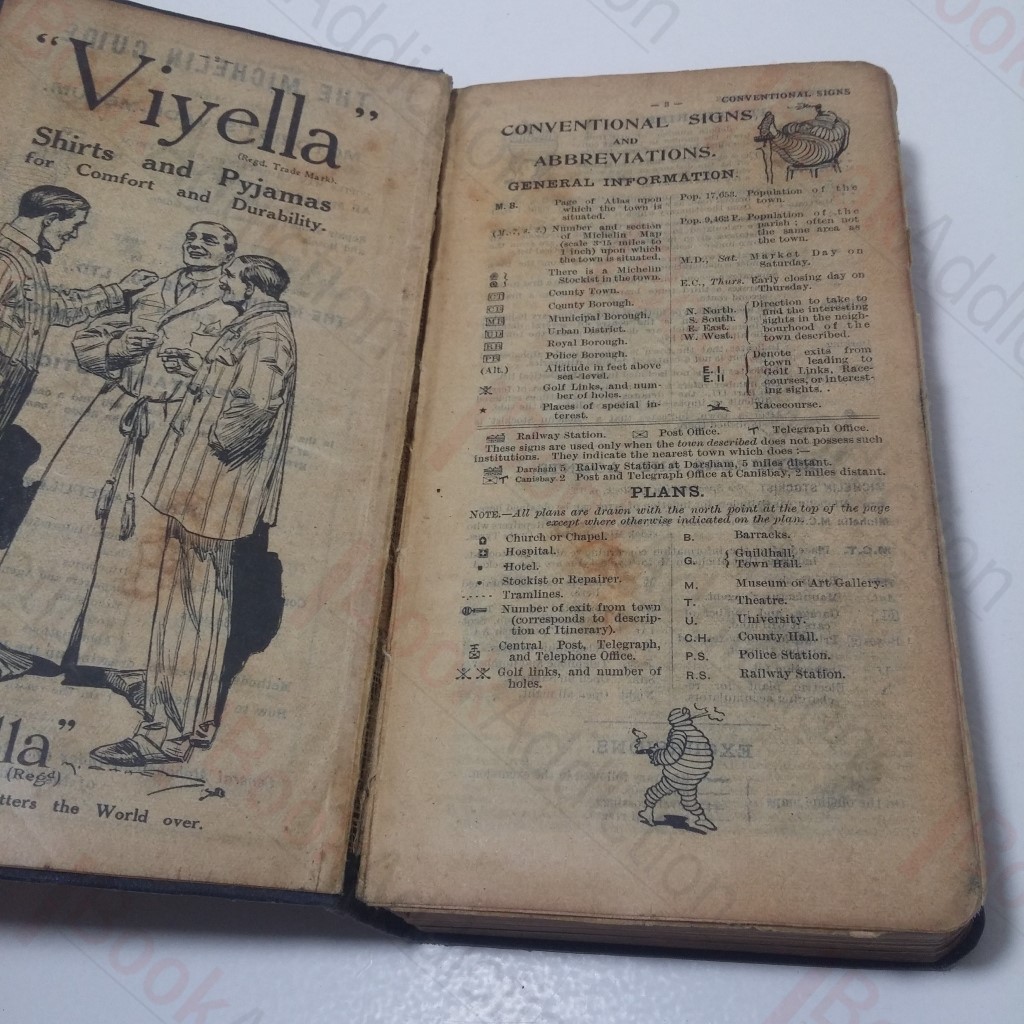 "Viyella"
(Regd. Trade Mark).
Shirts and Pyjamas
for Comfort and
Durability.
lla"
(Regd)
tters the World over.
— 3 —
CONVENTIONAL SIGNS
CONVENTIONAL SIGNS
AND
ABBREVIATIONS.
GENERAL INFORMATION.
M. B. Page of Atlas upon
which the town is
situated.
Number and section
of Michelin Map
(scale 3·15 miles to
1 inch) upon which
the town is situated.
There is a Michelin
Stockist in the town.
County Town.
CB County Borough.
MB Municipal Borough.
UD Urban District.
RB Royal Borough.
PB Police Borough.
(Alt.) Altitude in feet above
sea-level.
Golf Links, and num-
ber of holes.
★ Places of special in-
terest.
Pop. 17,653. Population of the
town.
Pop. 9,462 P. Population of the
parish; often not
the same area as
the town.
M.D., Sat. Market Day on
Saturday.
E.C., Thurs. Early closing day on
Thursday.
N. North.
S. South.
E. East.
W. West.
Direction to take to
find the interesting
sights in the neigh-
bourhood of the
town described.
E. I
E. II
Denote exits from
town leading to
Golf Links, Race-
courses, or interest-
ing sights.
Racecourse.
Railway Station. Post Office. Telegraph Office.
These signs are used only when the town described does not possess such
institutions. They indicate the nearest town which does :—
Darsham 5 Railway Station at Darsham, 5 miles distant.
Canisbay 2 Post and Telegraph Office at Canisbay, 2 miles distant.
PLANS.
NOTE.—All plans are drawn with the north point at the top of the page
except where otherwise indicated on the plan.
Church or Chapel.
Hospital.
Hotel.
Stockist or Repairer.
Tramlines.
Number of exit from town
(corresponds to descrip-
tion of Itinerary).
Central Post, Telegraph,
and Telephone Office.
Golf links, and number of
holes.
B. Barracks.
G. Guildhall,
Town Hall.
M. Museum or Art Gallery.
T. Theatre.
U. University.
C.H. County Hall.
P.S. Police Station.
R.S. Railway Station.